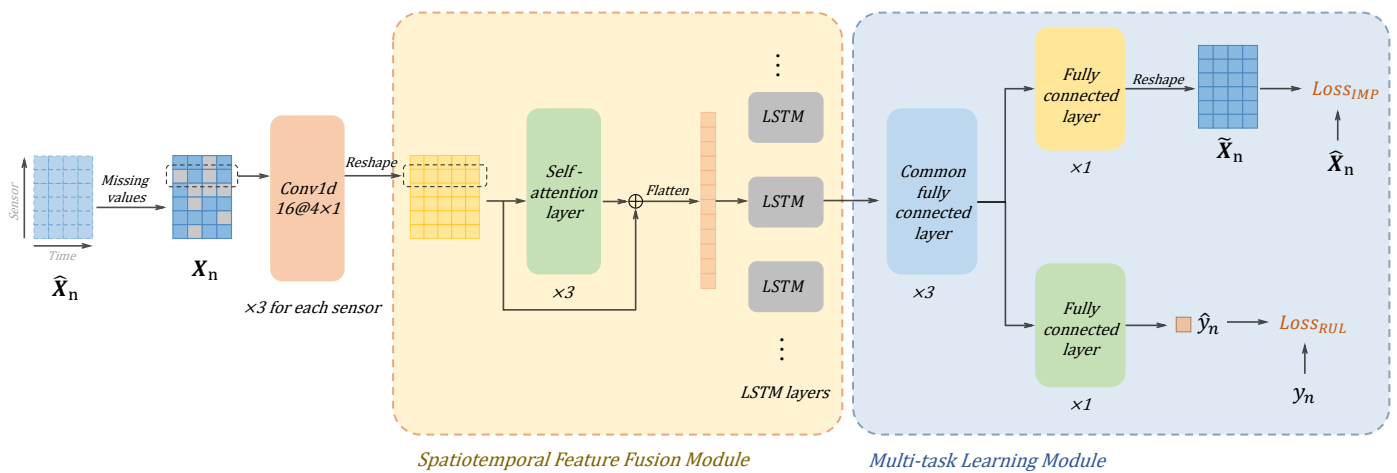 Sensor
Time
X̂ₙ
Missing
values
Xₙ
Conv1d
16@4×1
×3 for each sensor
Reshape
Self-
attention
layer
×3
Flatten
⋮
LSTM
LSTM
LSTM
⋮
LSTM layers
Spatiotemporal Feature Fusion Module
Common
fully
connected
layer
×3
Fully
connected
layer
×1
Reshape
X̃ₙ
Loss_IMP
X̂ₙ
Fully
connected
layer
×1
ŷₙ
Loss_RUL
yₙ
Multi-task Learning Module